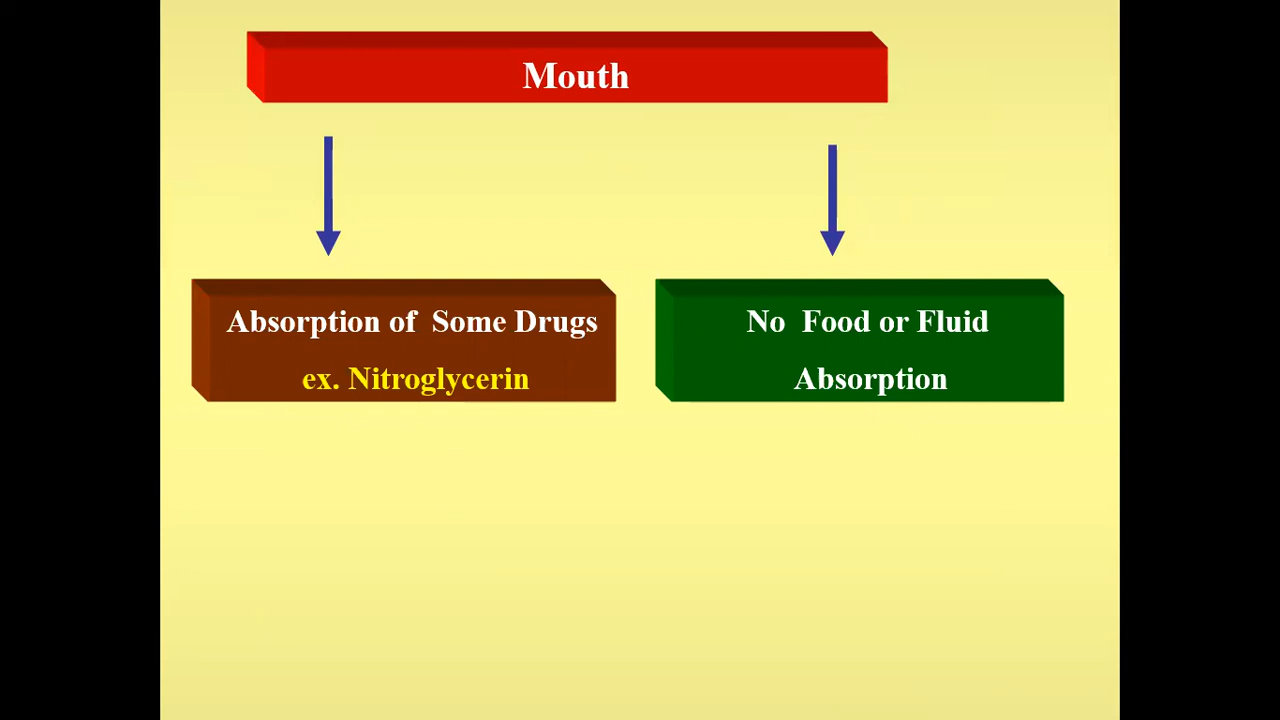 Mouth
Absorption of  Some Drugs
ex. Nitroglycerin
No  Food or Fluid
Absorption